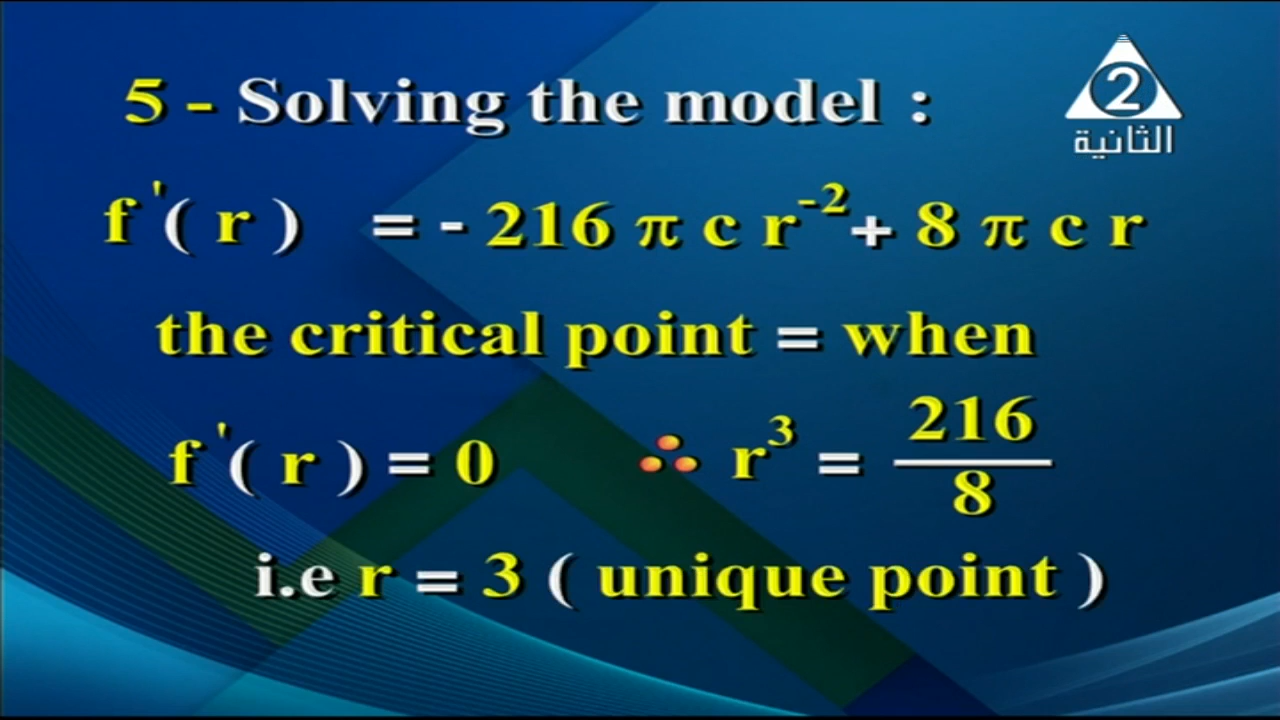 5 - Solving the model :
2
الثانية
f '( r ) = - 216 π c r⁻² + 8 π c r
the critical point = when
f '( r ) = 0 ∴ r³ = 216/8
i.e r = 3 ( unique point )